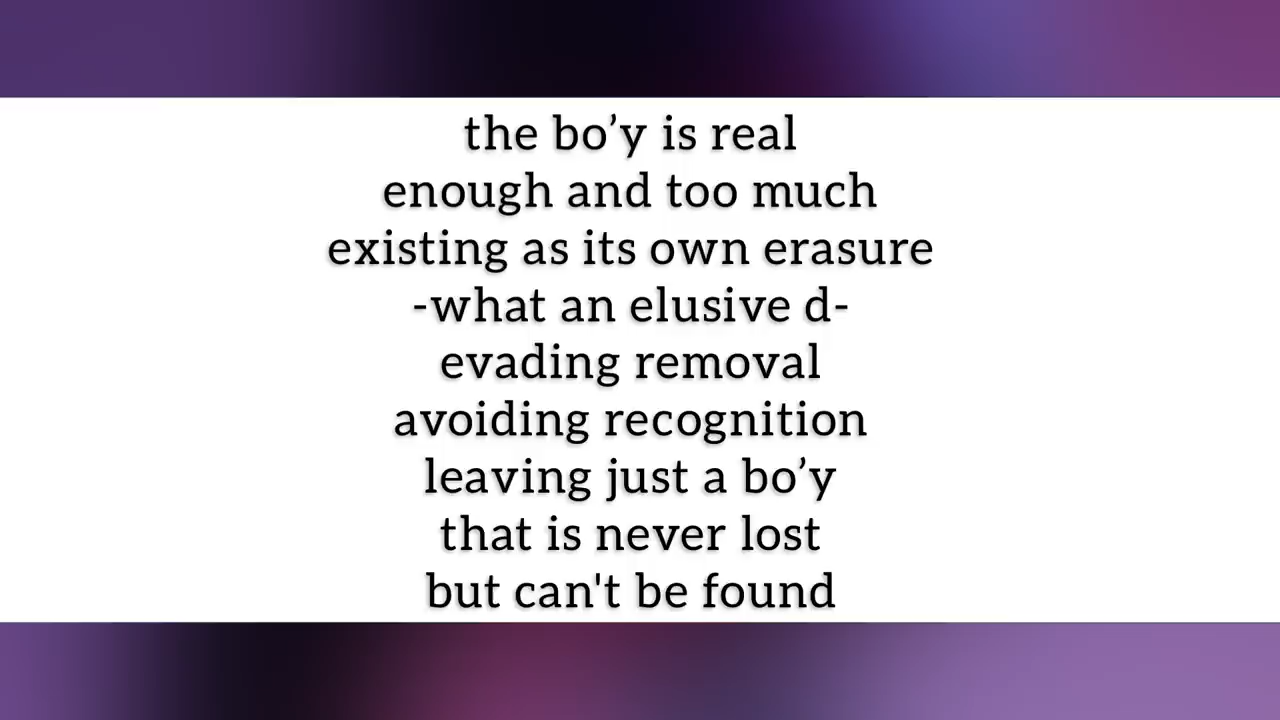 the bo’y is real
enough and too much
existing as its own erasure
-what an elusive d-
evading removal
avoiding recognition
leaving just a bo’y
that is never lost
but can't be found